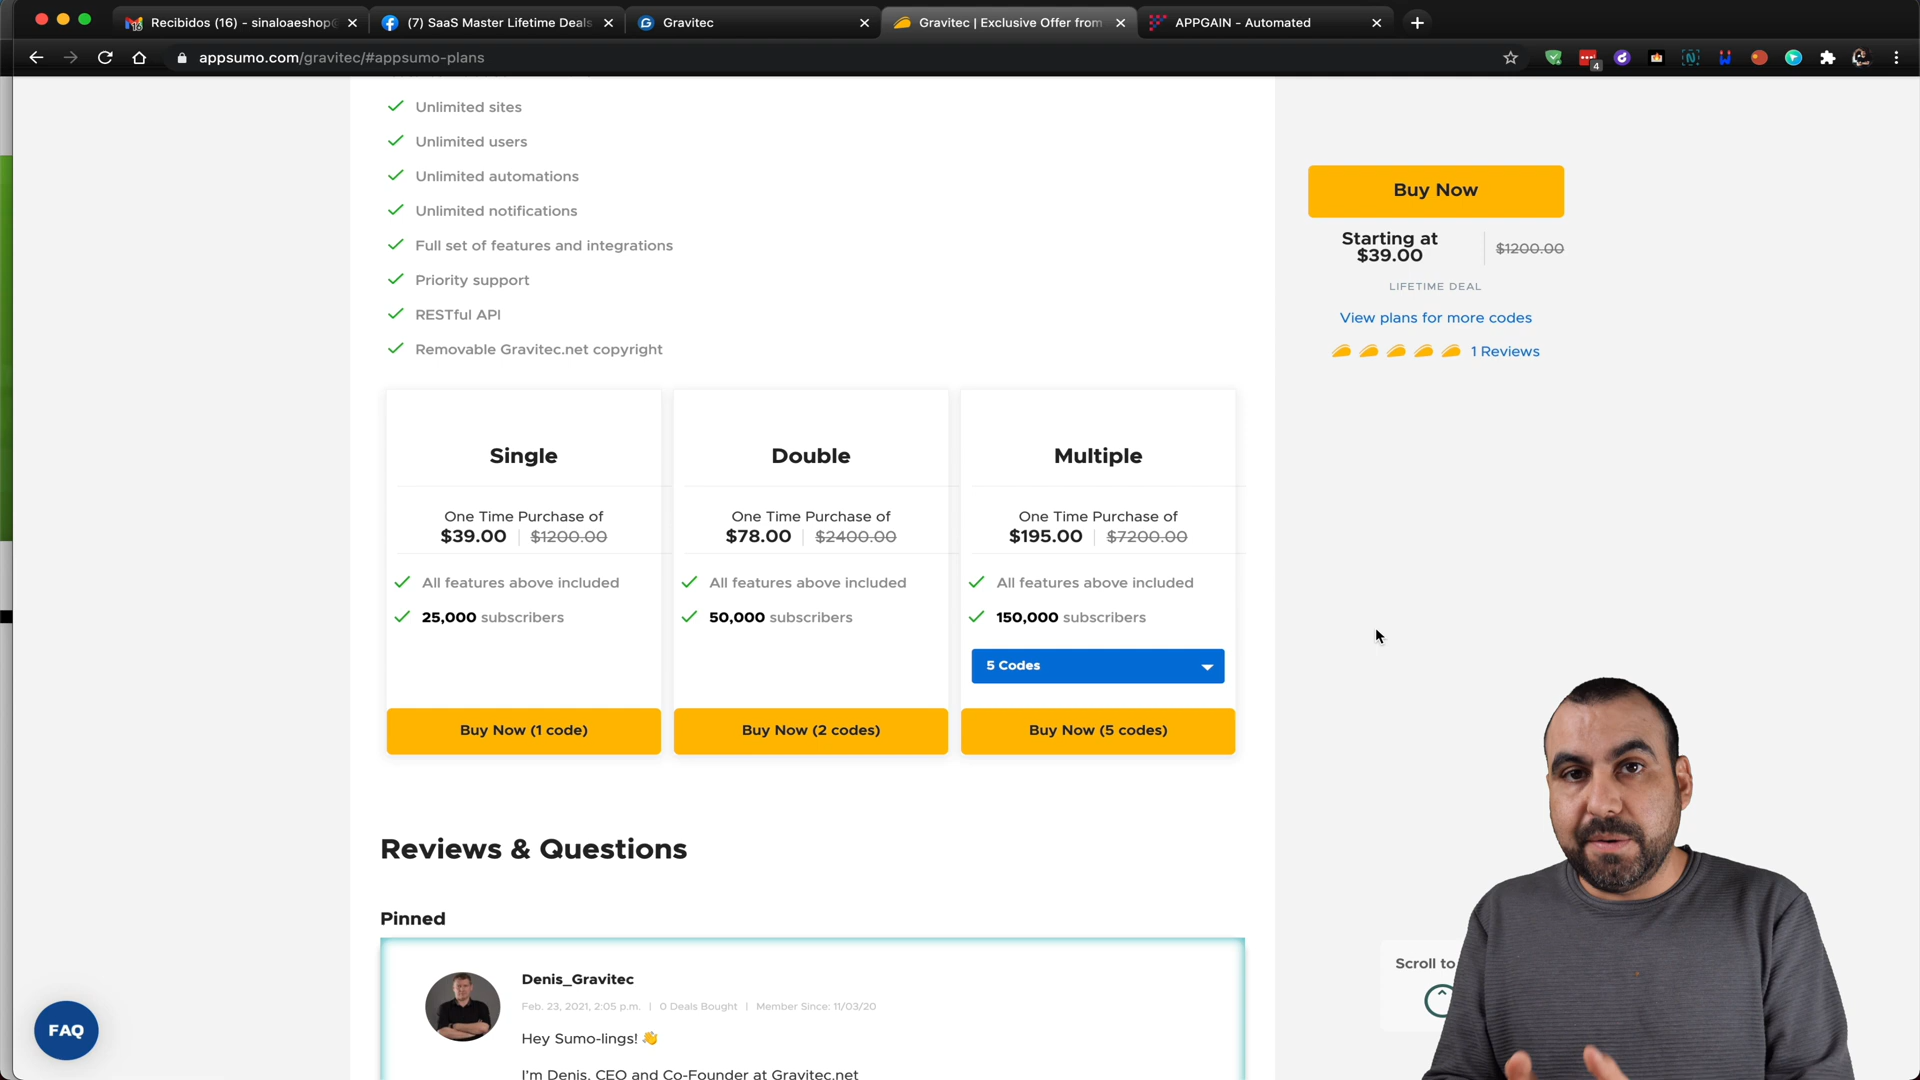 Recibidos (16) - sinaloaeshop
(7) SaaS Master Lifetime Deals
Gravitec
Gravitec | Exclusive Offer from
APPGAIN - Automated
appsumo.com/gravitec/#appsumo-plans
4
Unlimited sites
Unlimited users
Unlimited automations
Unlimited notifications
Full set of features and integrations
Priority support
RESTful API
Removable Gravitec.net copyright
Buy Now
Starting at
$39.00
$1200.00
LIFETIME DEAL
View plans for more codes
1 Reviews
Single
One Time Purchase of
$39.00 $1200.00
All features above included
25,000 subscribers
Buy Now (1 code)
Double
One Time Purchase of
$78.00 $2400.00
All features above included
50,000 subscribers
Buy Now (2 codes)
Multiple
One Time Purchase of
$195.00 $7200.00
All features above included
150,000 subscribers
5 Codes
Buy Now (5 codes)
Reviews & Questions
Pinned
Denis_Gravitec
Feb. 23, 2021, 2:05 p.m. | 0 Deals Bought | Member Since: 11/03/20
Hey Sumo-lings! 👋
I'm Denis, CEO and Co-Founder at Gravitec.net
Scroll to
FAQ